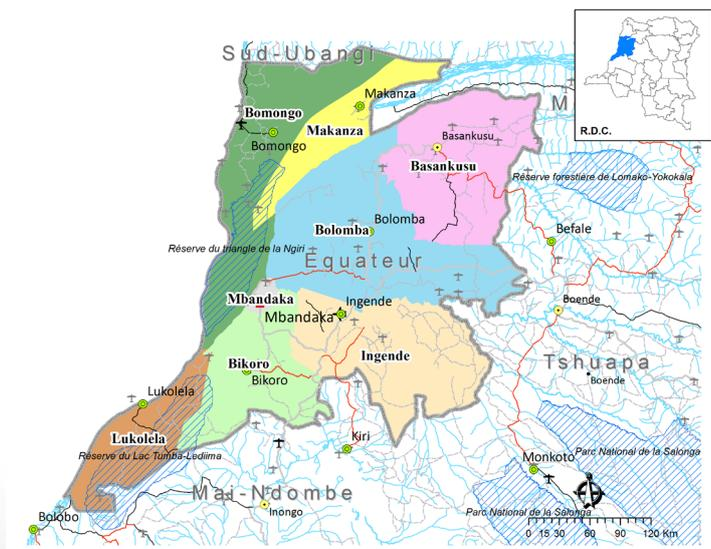 Sud-Ubangi
R.D.C.
M
Makanza
Bomongo
Makanza
Bomongo
Basankusu
Basankusu
Réserve forestière de Lomako-Yokokala
Bolomba
Bolomba
Befale
Réserve du triangle de la Ngiri
Equateur
Mbandaka
Ingende
Mbandaka
Boende
Ingende
Tshuapa
Bikoro
Bikoro
Boende
Lukolela
Lukolela
Kiri
Réserve du Lac Tumba-Lediima
Parc National de la Salonga
Monkoto
Mai-Ndombe
Inongo
Parc National de la Salonga
Bolobo
0 15 30 60 90 120 Km